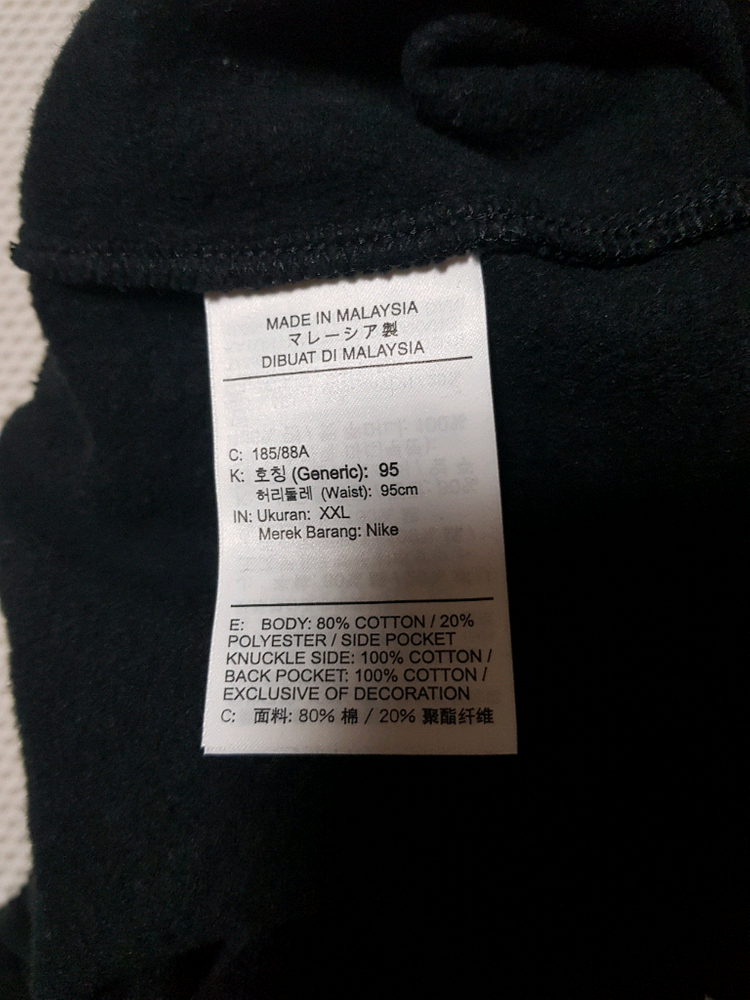 MADE IN MALAYSIA
マレーシア製
DIBUAT DI MALAYSIA
C: 185/88A
K: 호칭 (Generic): 95
허리둘레 (Waist): 95cm
IN: Ukuran: XXL
Merek Barang: Nike
E: BODY: 80% COTTON / 20%
POLYESTER / SIDE POCKET
KNUCKLE SIDE: 100% COTTON /
BACK POCKET: 100% COTTON /
EXCLUSIVE OF DECORATION
C: 面料: 80% 棉 / 20% 聚酯纤维